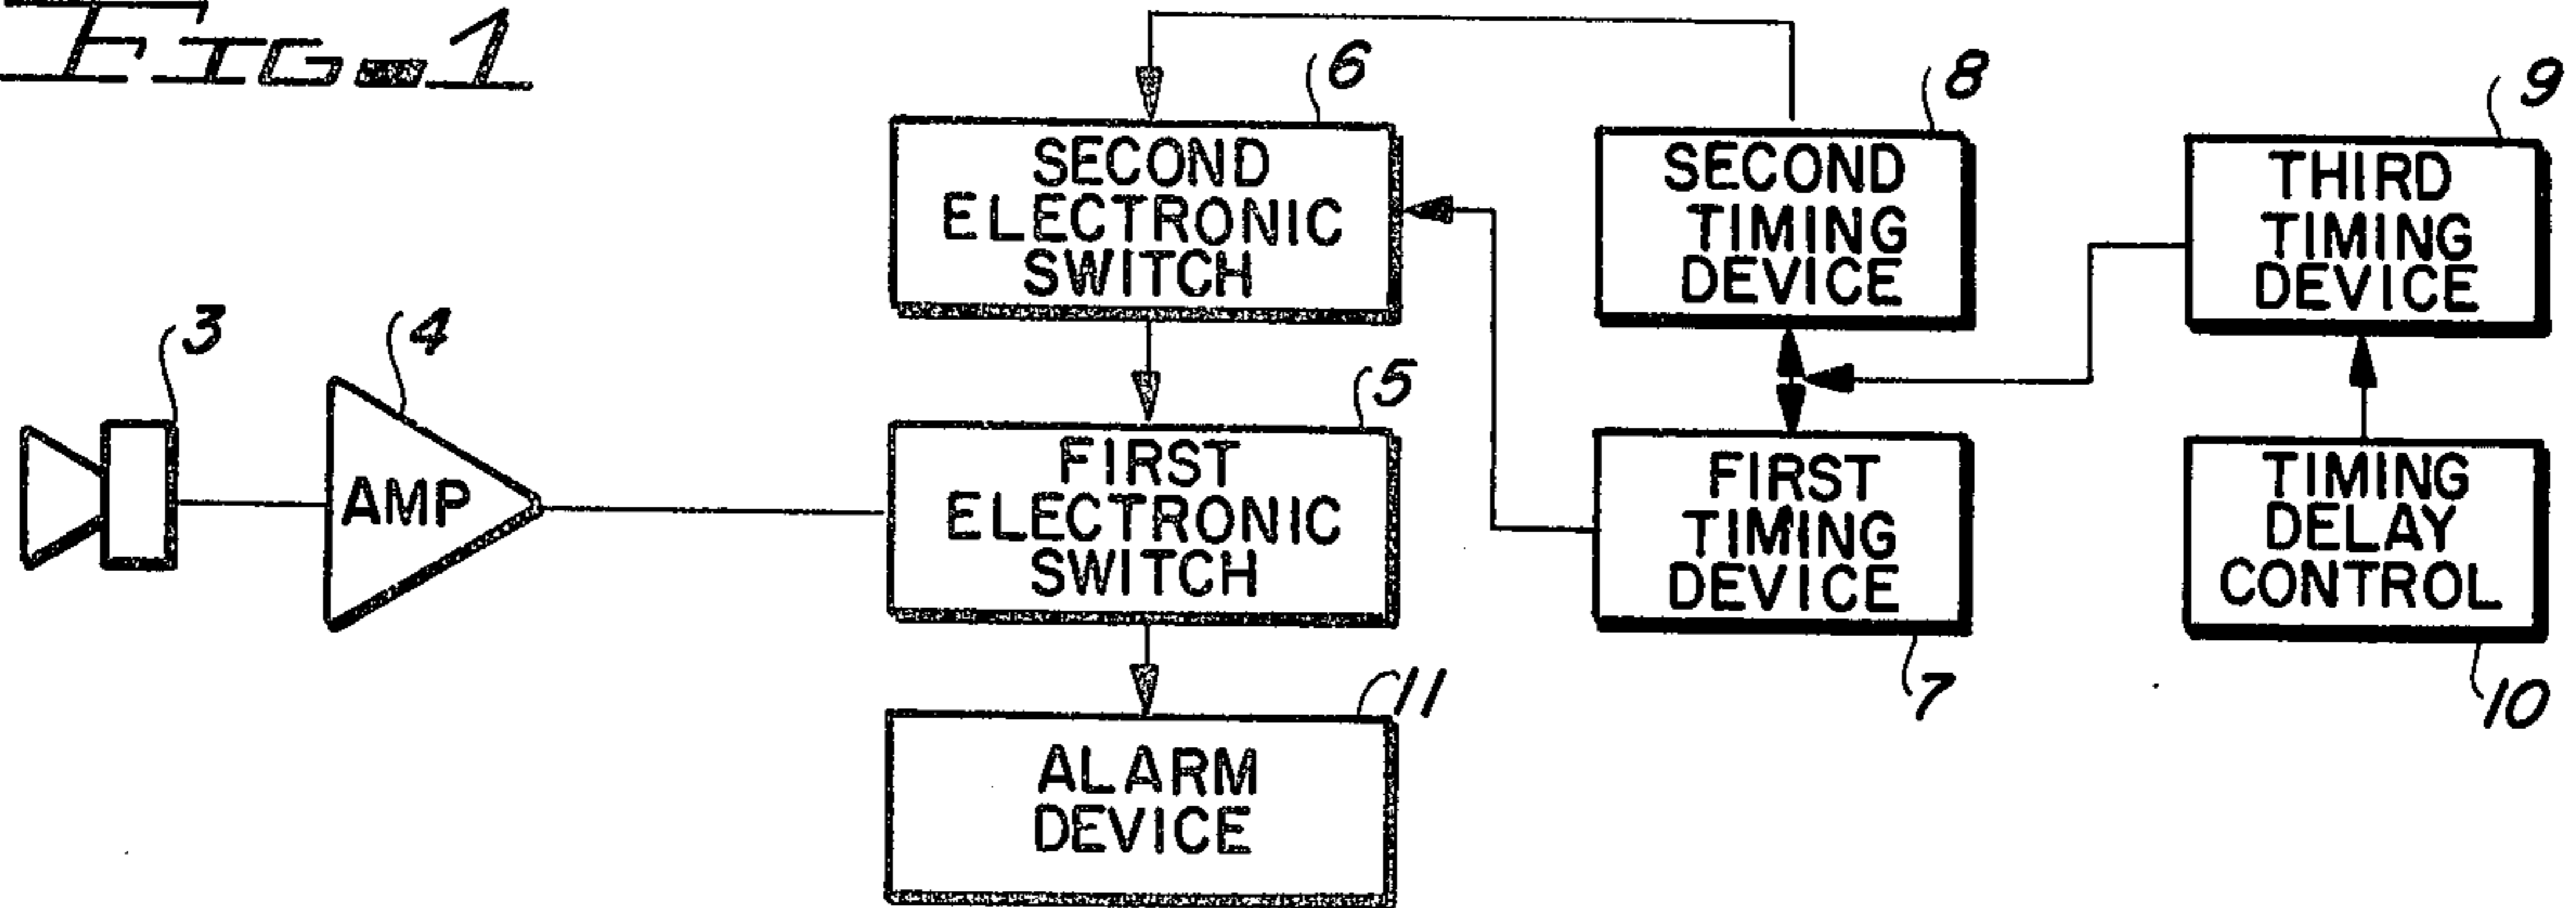 FIG-1
6
SECOND
ELECTRONIC
SWITCH
8
SECOND
TIMING
DEVICE
9
THIRD
TIMING
DEVICE
3
4
AMP
5
FIRST
ELECTRONIC
SWITCH
FIRST
TIMING
DEVICE
7
TIMING
DELAY
CONTROL
10
11
ALARM
DEVICE